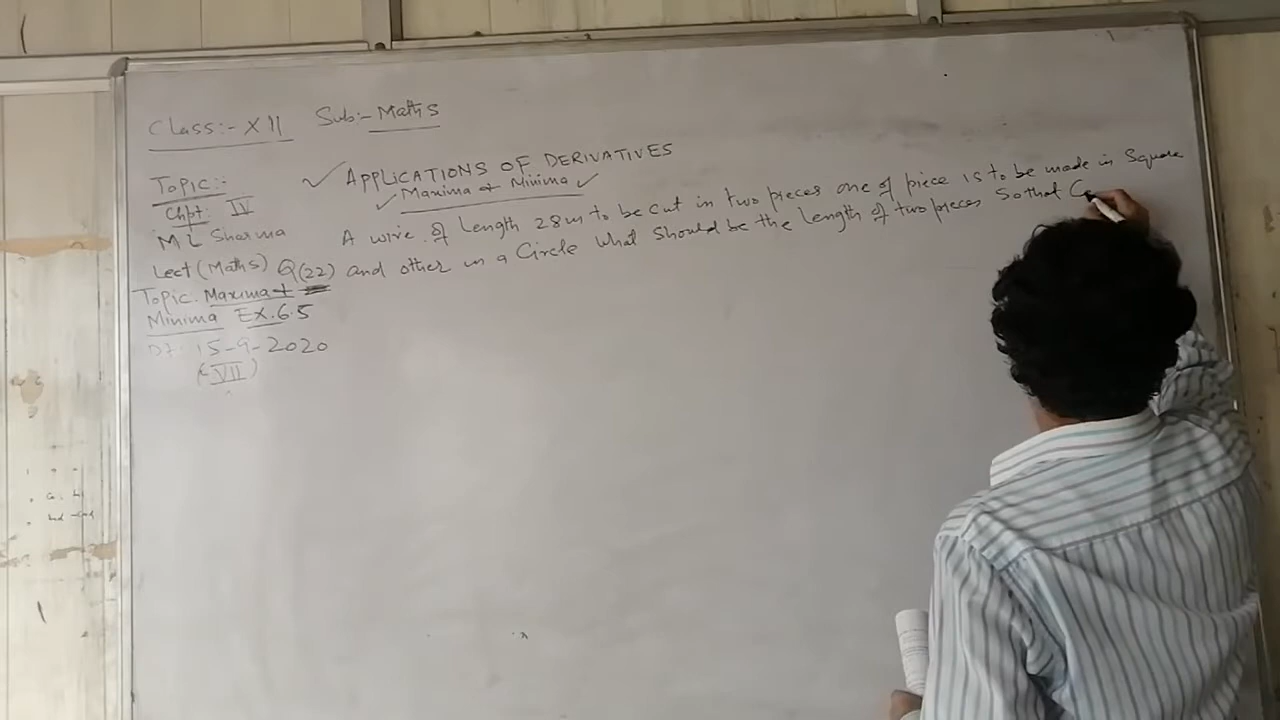 Class:- XII Sub:- Maths
Topic:- ✓ APPLICATIONS OF DERIVATIVES
Chpt: IV ✓ Maxima + Minima ✓
ML Sharma A wire of Length 28m to be cut in two pieces one of piece is to be made in Square
Lect (Maths) Q(22) and other in a Circle What Should be the Length of two pieces So that
Topic. Maxima +
Minima EX.6.5
DT: 15-9-2020
(VII)